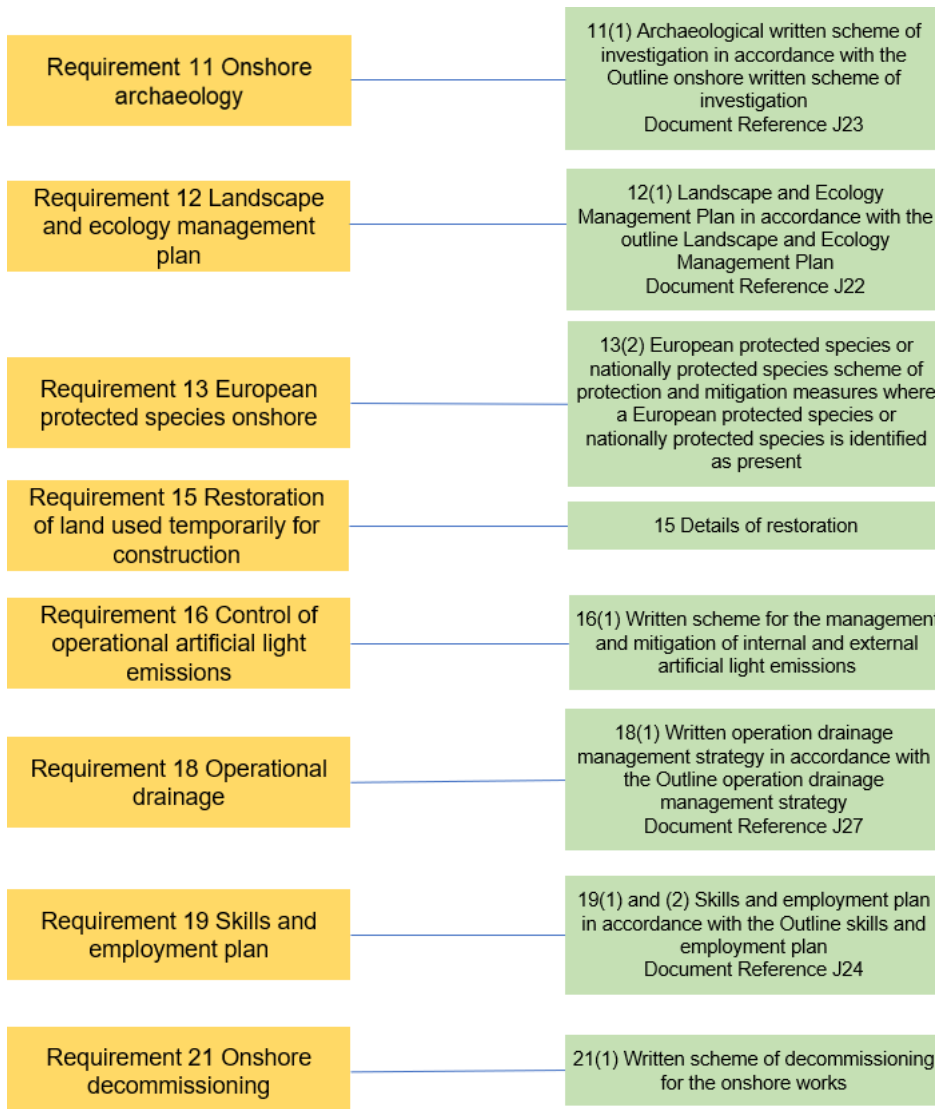 Requirement 11 Onshore
archaeology
11(1) Archaeological written scheme of
investigation in accordance with the
Outline onshore written scheme of
investigation
Document Reference J23
Requirement 12 Landscape
and ecology management
plan
12(1) Landscape and Ecology
Management Plan in accordance with the
outline Landscape and Ecology
Management Plan
Document Reference J22
Requirement 13 European
protected species onshore
13(2) European protected species or
nationally protected species scheme of
protection and mitigation measures where
a European protected species or
nationally protected species is identified
as present
Requirement 15 Restoration
of land used temporarily for
construction
15 Details of restoration
Requirement 16 Control of
operational artificial light
emissions
16(1) Written scheme for the management
and mitigation of internal and external
artificial light emissions
Requirement 18 Operational
drainage
18(1) Written operation drainage
management strategy in accordance with
the Outline operation drainage
management strategy
Document Reference J27
Requirement 19 Skills and
employment plan
19(1) and (2) Skills and employment plan
in accordance with the Outline skills and
employment plan
Document Reference J24
Requirement 21 Onshore
decommissioning
21(1) Written scheme of decommissioning
for the onshore works